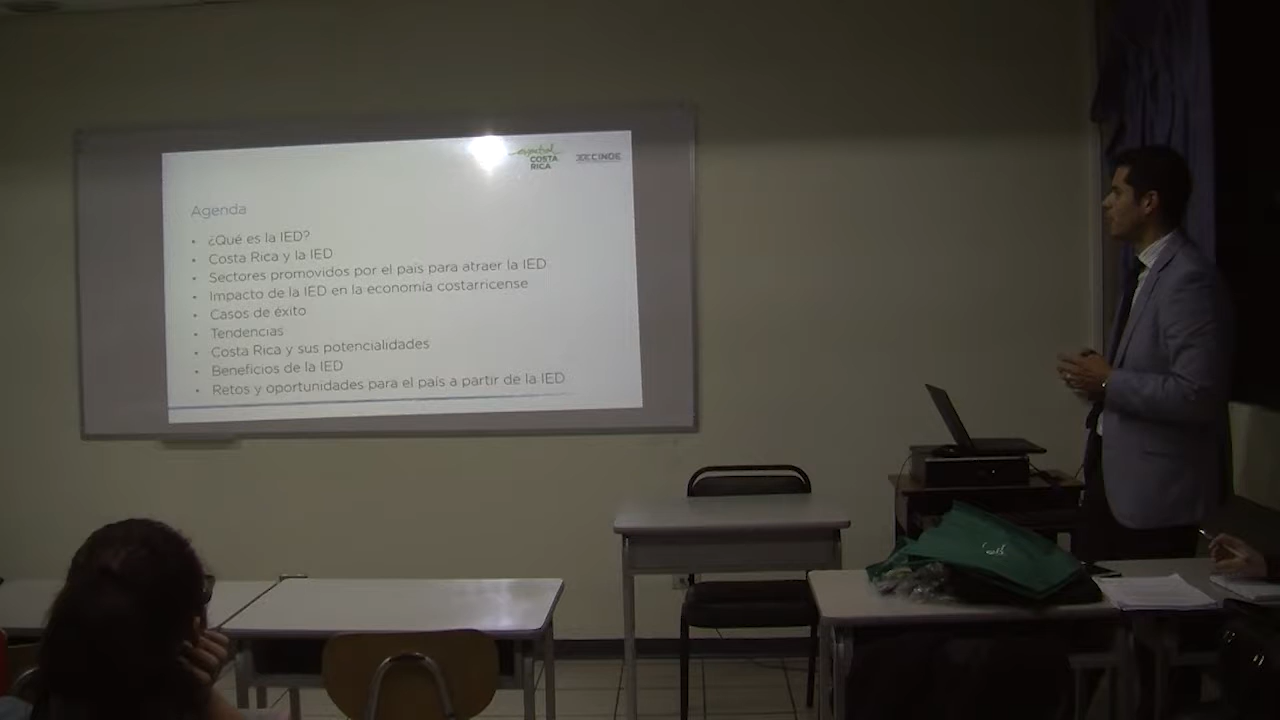 esencial
COSTA
RICA
CINDE
Agenda
• ¿Qué es la IED?
• Costa Rica y la IED
• Sectores promovidos por el país para atraer la IED
• Impacto de la IED en la economía costarricense
• Casos de éxito
• Tendencias
• Costa Rica y sus potencialidades
• Beneficios de la IED
• Retos y oportunidades para el país a partir de la IED